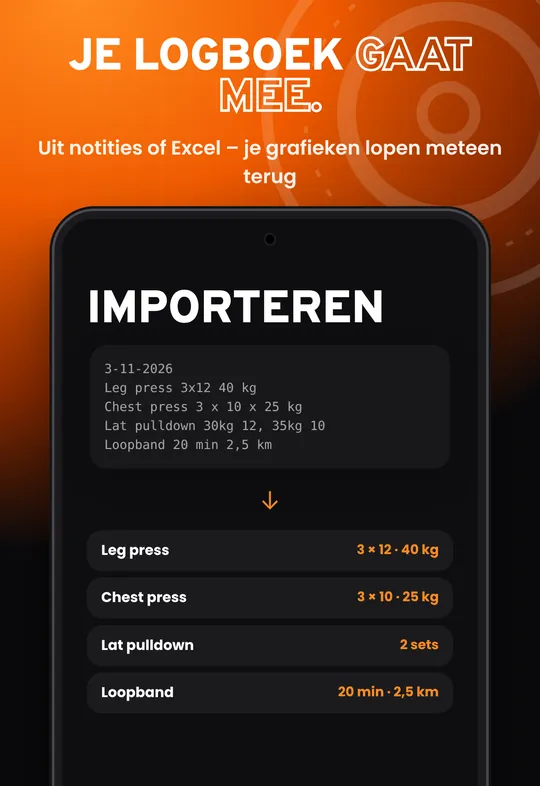 JE LOGBOEK GAAT
MEE.
Uit notities of Excel – je grafieken lopen meteen
terug
IMPORTEREN
3-11-2026
Leg press 3x12 40 kg
Chest press 3 x 10 x 25 kg
Lat pulldown 30kg 12, 35kg 10
Loopband 20 min 2,5 km
Leg press 3 × 12 · 40 kg
Chest press 3 × 10 · 25 kg
Lat pulldown 2 sets
Loopband 20 min · 2,5 km